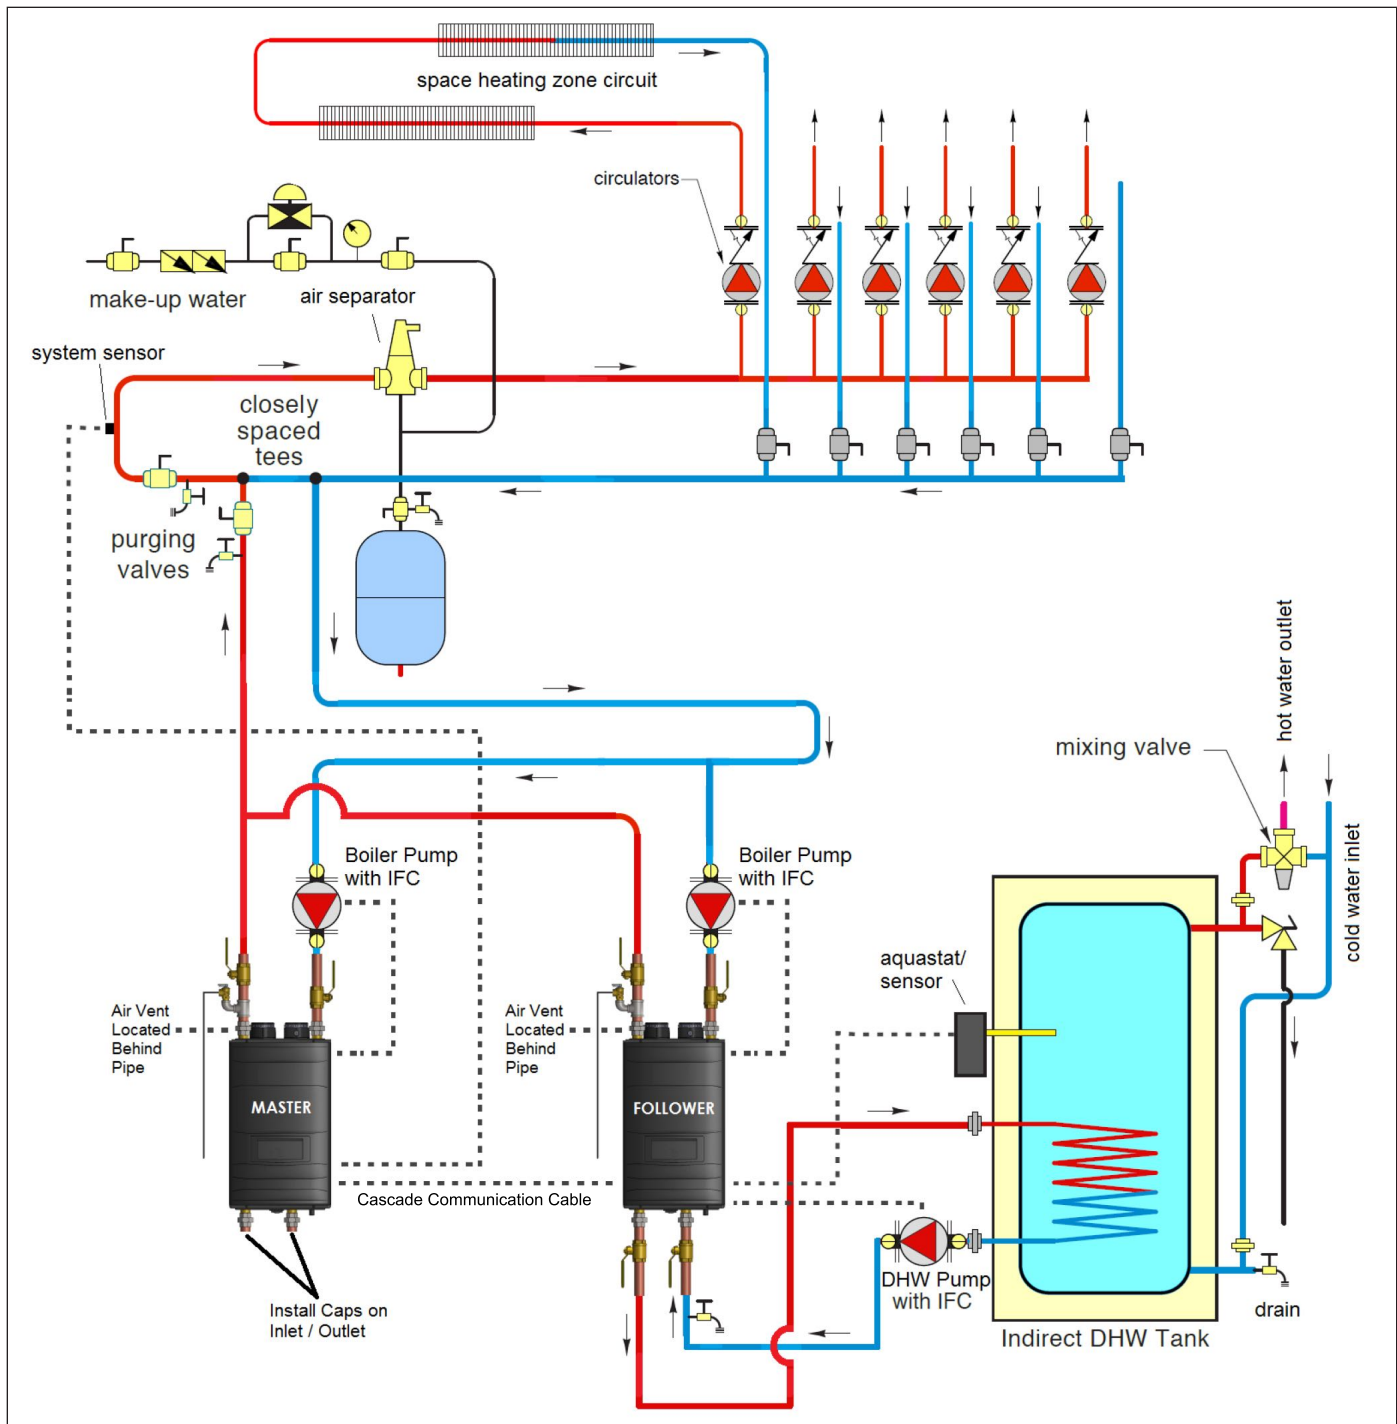 space heating zone circuit
circulators
make-up water
air separator
system sensor
closely
spaced
tees
purging
valves
hot water outlet
mixing valve
cold water inlet
Boiler Pump
with IFC
Boiler Pump
with IFC
aquastat/
sensor
Air Vent
Located
Behind
Pipe
Air Vent
Located
Behind
Pipe
MASTER
FOLLOWER
Cascade Communication Cable
DHW Pump
with IFC
Install Caps on
Inlet / Outlet
drain
Indirect DHW Tank